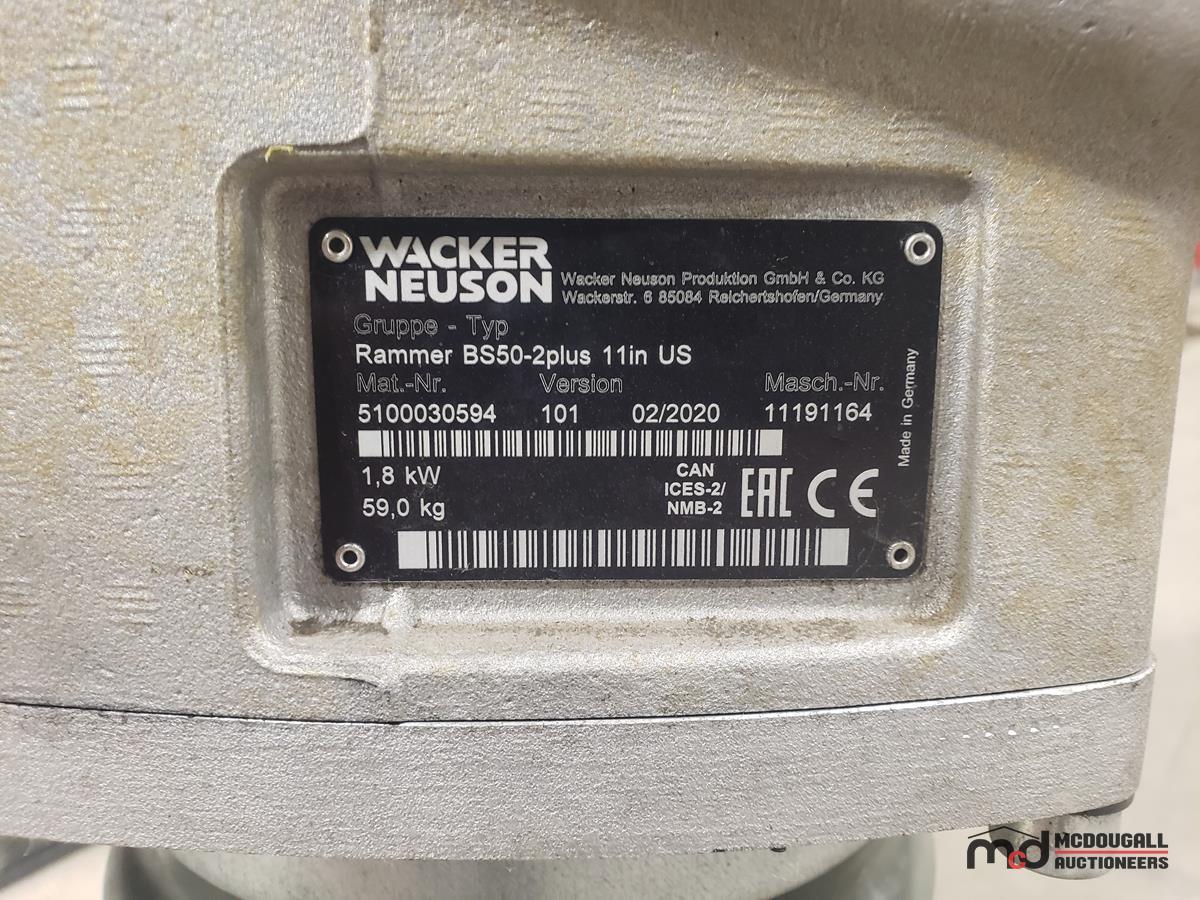 WACKER
NEUSON
Wacker Neuson Produktion GmbH & Co. KG
Wackerstr. 6 85084 Reichertshofen/Germany
Gruppe - Typ
Rammer BS50-2plus 11in US
Mat.-Nr. Version Masch.-Nr.
5100030594 101 02/2020 11191164
1,8 kW
59,0 kg
CAN
ICES-2/
NMB-2
EAC CE
Made in Germany
mcd MCDOUGALL
AUCTIONEERS